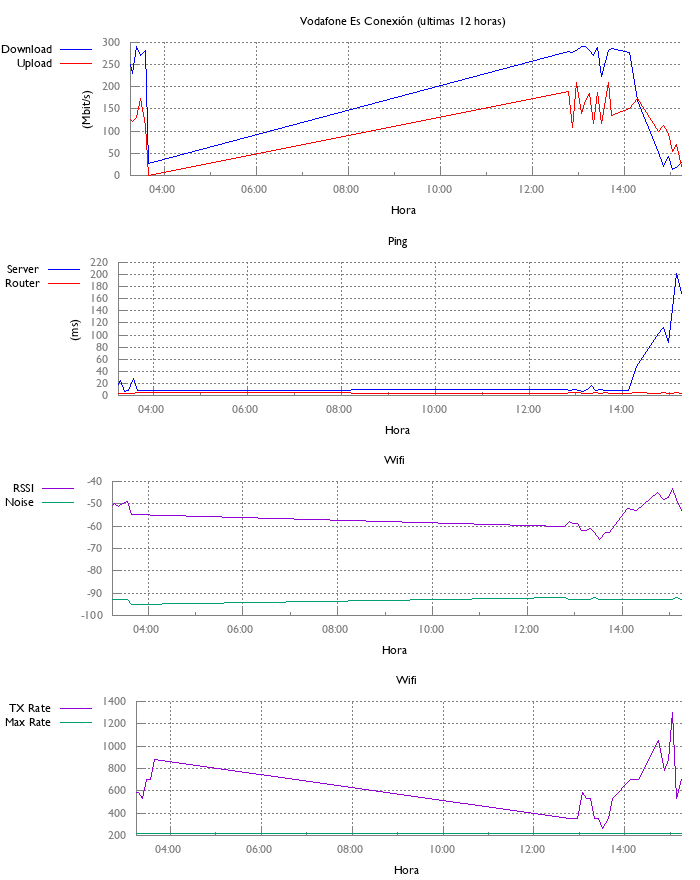 Vodafone Es Conexión (ultimas 12 horas)
Download
Upload
(Mbit/s)
300
250
200
150
100
50
0
04:00 06:00 08:00 10:00 12:00 14:00
Hora
Ping
Server
Router
(ms)
220
200
180
160
140
120
100
80
60
40
20
0
04:00 06:00 08:00 10:00 12:00 14:00
Hora
Wifi
RSSI
Noise
-40
-50
-60
-70
-80
-90
-100
04:00 06:00 08:00 10:00 12:00 14:00
Hora
Wifi
TX Rate
Max Rate
1400
1200
1000
800
600
400
200
04:00 06:00 08:00 10:00 12:00 14:00
Hora